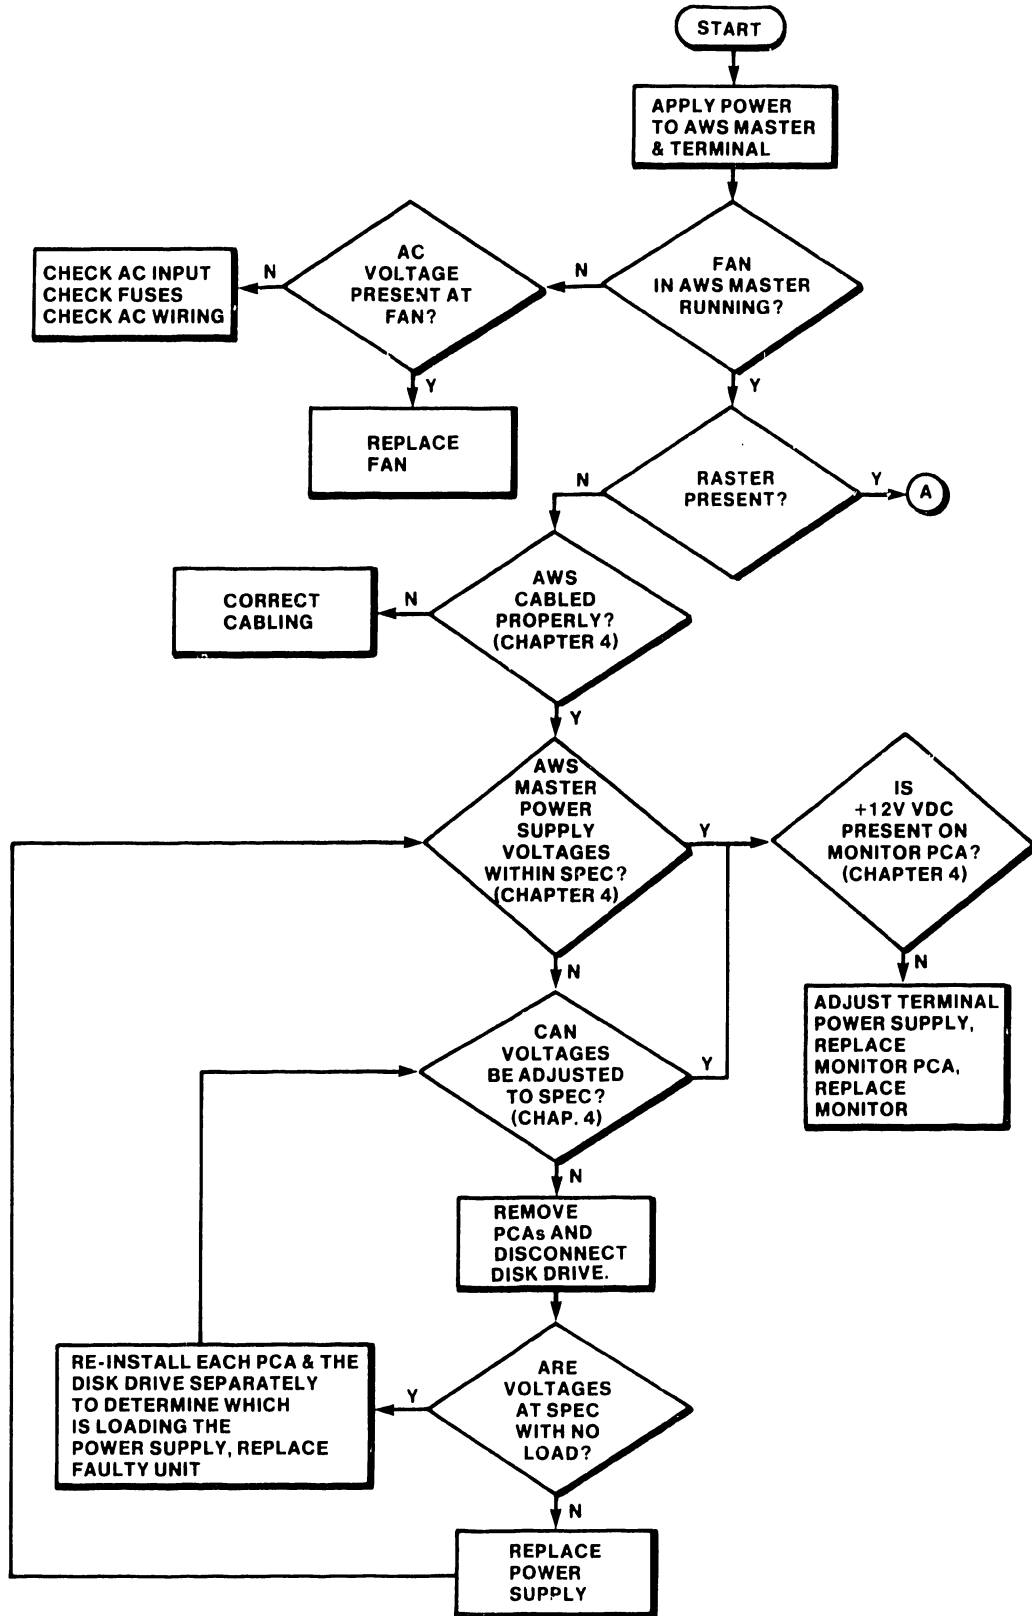 START
APPLY POWER
TO AWS MASTER
& TERMINAL
FAN
IN AWS MASTER
RUNNING?
N
AC
VOLTAGE
PRESENT AT
FAN?
N
CHECK AC INPUT
CHECK FUSES
CHECK AC WIRING
Y
REPLACE
FAN
Y
RASTER
PRESENT?
Y
A
N
AWS
CABLED
PROPERLY?
(CHAPTER 4)
N
CORRECT
CABLING
Y
AWS
MASTER
POWER
SUPPLY
VOLTAGES
WITHIN SPEC?
(CHAPTER 4)
Y
IS
+12V VDC
PRESENT ON
MONITOR PCA?
(CHAPTER 4)
N
ADJUST TERMINAL
POWER SUPPLY,
REPLACE
MONITOR PCA,
REPLACE
MONITOR
N
CAN
VOLTAGES
BE ADJUSTED
TO SPEC?
(CHAP. 4)
Y
N
REMOVE
PCAs AND
DISCONNECT
DISK DRIVE.
ARE
VOLTAGES
AT SPEC
WITH NO
LOAD?
Y
RE-INSTALL EACH PCA & THE
DISK DRIVE SEPARATELY
TO DETERMINE WHICH
IS LOADING THE
POWER SUPPLY, REPLACE
FAULTY UNIT
N
REPLACE
POWER
SUPPLY